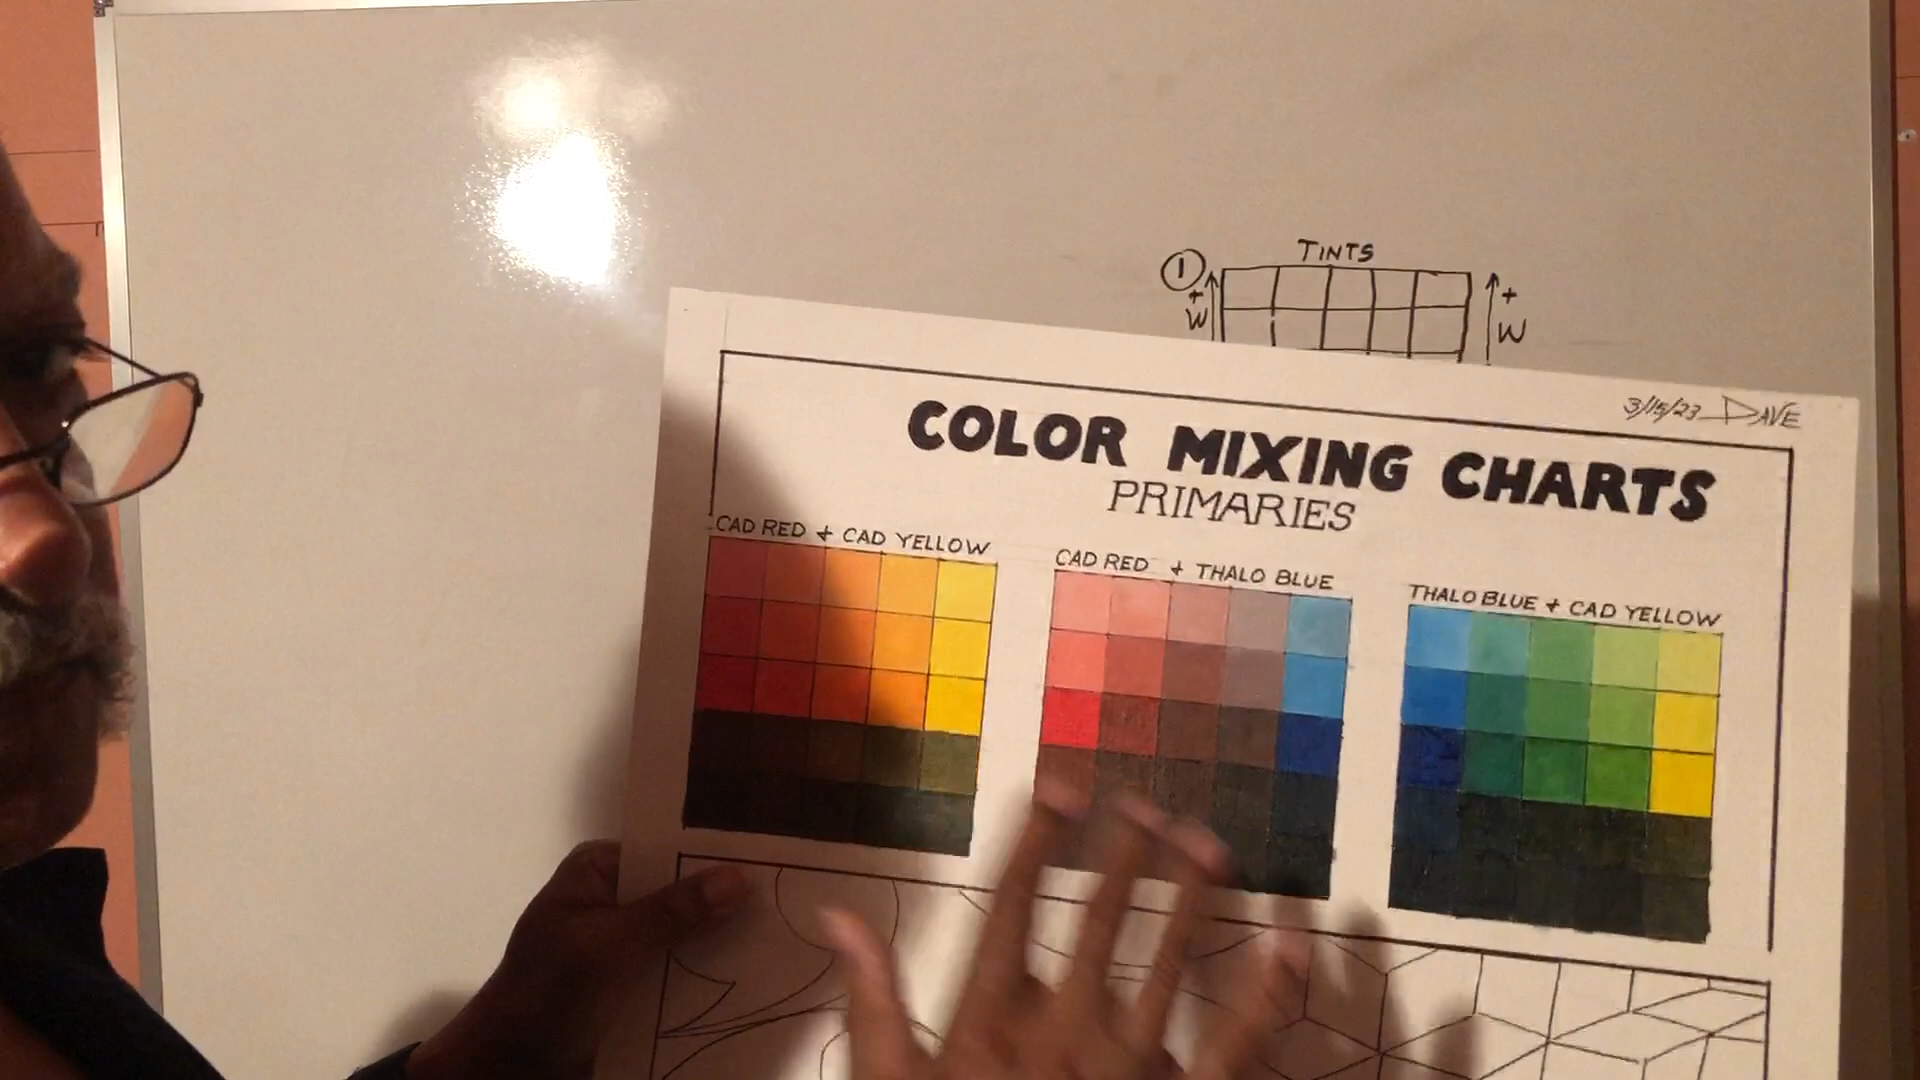 TINTS
1
+
W
+
W
3/15/23 DAVE
COLOR MIXING CHARTS
PRIMARIES
CAD RED + CAD YELLOW
CAD RED + THALO BLUE
THALO BLUE + CAD YELLOW